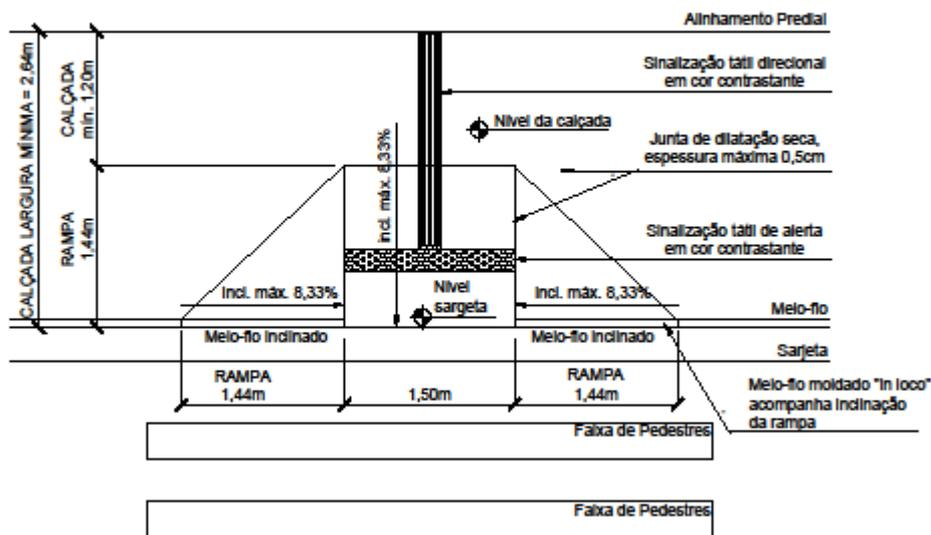 Alinhamento Predial
CALÇADA LARGURA MÍNIMA = 2,64m
CALÇADA
mín. 1,20m
Sinalização tátil direcional
em cor contrastante
Nível da calçada
Junta de dilatação seca,
espessura máxima 0,5cm
incl. máx. 8,33%
RAMPA
1,44m
Sinalização tátil de alerta
em cor contrastante
Incl. máx. 8,33%
Nível
sargeta
Incl. máx. 8,33%
Meio-fio
Meio-fio Inclinado
Meio-fio Inclinado
Sarjeta
RAMPA
1,44m
1,50m
RAMPA
1,44m
Meio-fio moldado "in loco"
acompanha inclinação
da rampa
Faixa de Pedestres
Faixa de Pedestres